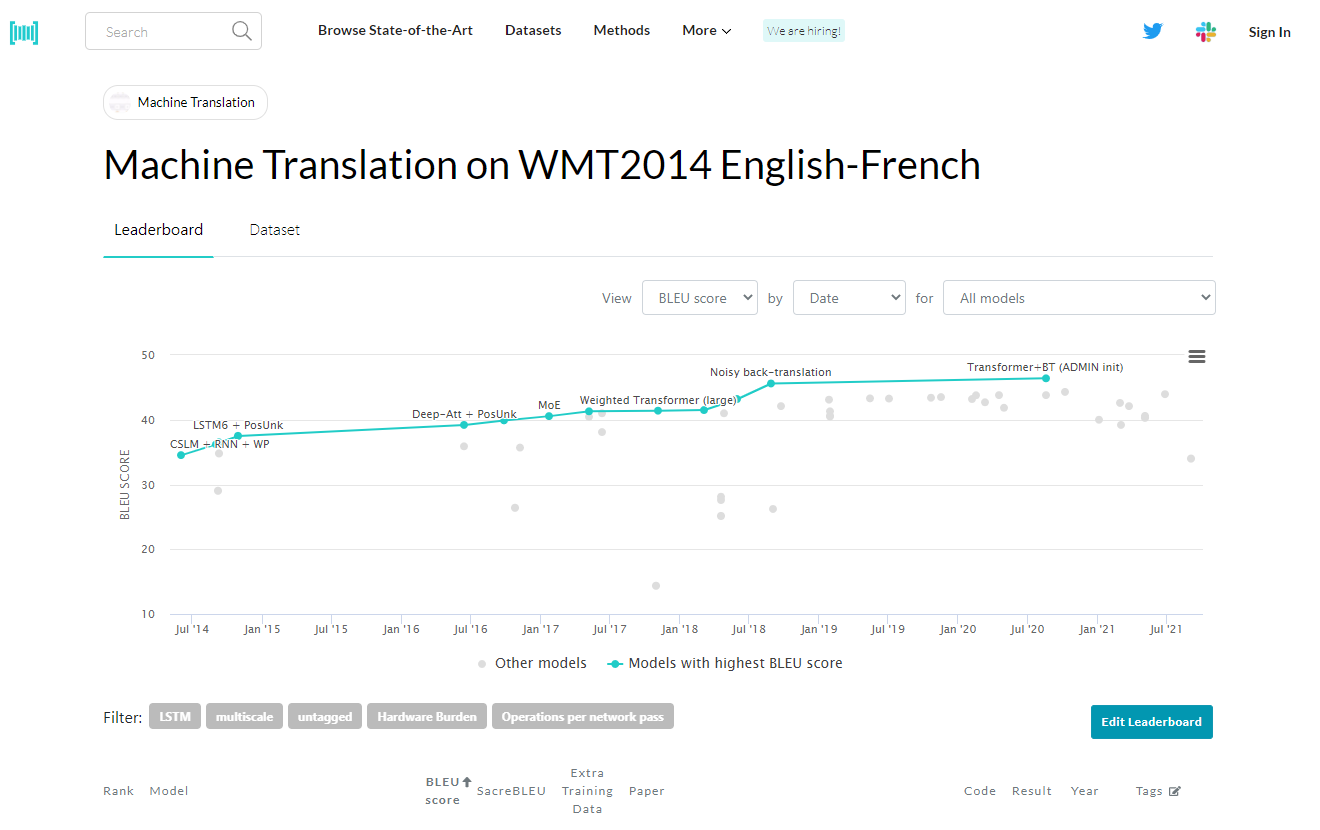 Search
Browse State-of-the-Art Datasets Methods More We are hiring! Sign In
Machine Translation
Machine Translation on WMT2014 English-French
Leaderboard Dataset
View BLEU score by Date for All models
50
40
30
20
10
BLEU SCORE
CSLM + RNN + WP
LSTM6 + PosUnk
Deep-Att + PosUnk
MoE
Weighted Transformer (large)
Noisy back-translation
Transformer+BT (ADMIN init)
Jul '14 Jan '15 Jul '15 Jan '16 Jul '16 Jan '17 Jul '17 Jan '18 Jul '18 Jan '19 Jul '19 Jan '20 Jul '20 Jan '21 Jul '21
Other models Models with highest BLEU score
Filter: LSTM multiscale untagged Hardware Burden Operations per network pass
Edit Leaderboard
Rank Model BLEU score SacreBLEU Extra Training Data Paper Code Result Year Tags